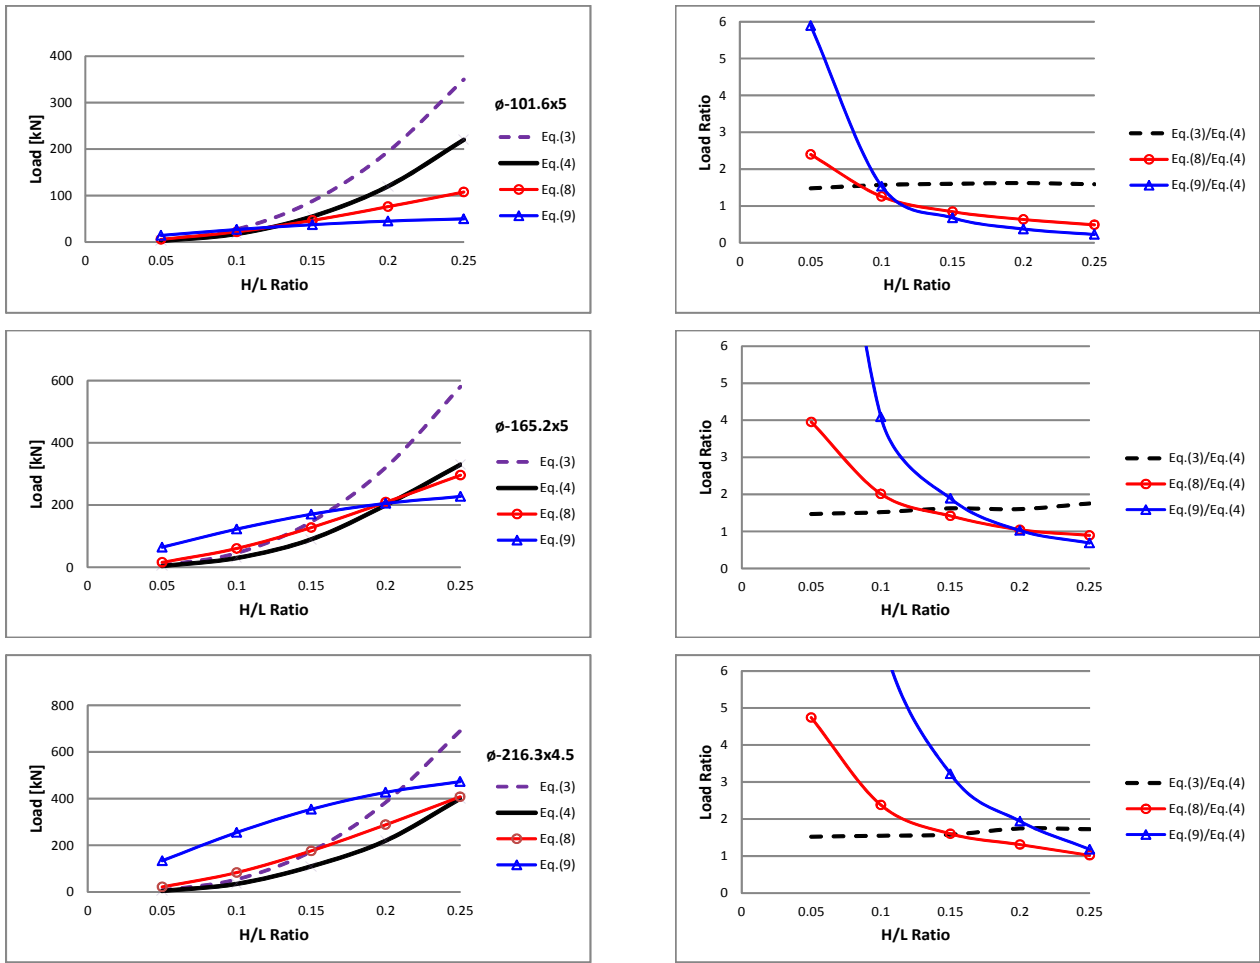 400
300
200
100
0
Load [kN]
0
0.05
0.1
0.15
0.2
0.25
H/L Ratio
ø-101.6x5
Eq.(3)
Eq.(4)
Eq.(8)
Eq.(9)
6
5
4
3
2
1
0
Load Ratio
0
0.05
0.1
0.15
0.2
0.25
H/L Ratio
Eq.(3)/Eq.(4)
Eq.(8)/Eq.(4)
Eq.(9)/Eq.(4)
600
400
200
0
Load [kN]
0
0.05
0.1
0.15
0.2
0.25
H/L Ratio
ø-165.2x5
Eq.(3)
Eq.(4)
Eq.(8)
Eq.(9)
6
5
4
3
2
1
0
Load Ratio
0
0.05
0.1
0.15
0.2
0.25
H/L Ratio
Eq.(3)/Eq.(4)
Eq.(8)/Eq.(4)
Eq.(9)/Eq.(4)
800
600
400
200
0
Load [kN]
0
0.05
0.1
0.15
0.2
0.25
H/L Ratio
ø-216.3x4.5
Eq.(3)
Eq.(4)
Eq.(8)
Eq.(9)
6
5
4
3
2
1
0
Load Ratio
0
0.05
0.1
0.15
0.2
0.25
H/L Ratio
Eq.(3)/Eq.(4)
Eq.(8)/Eq.(4)
Eq.(9)/Eq.(4)